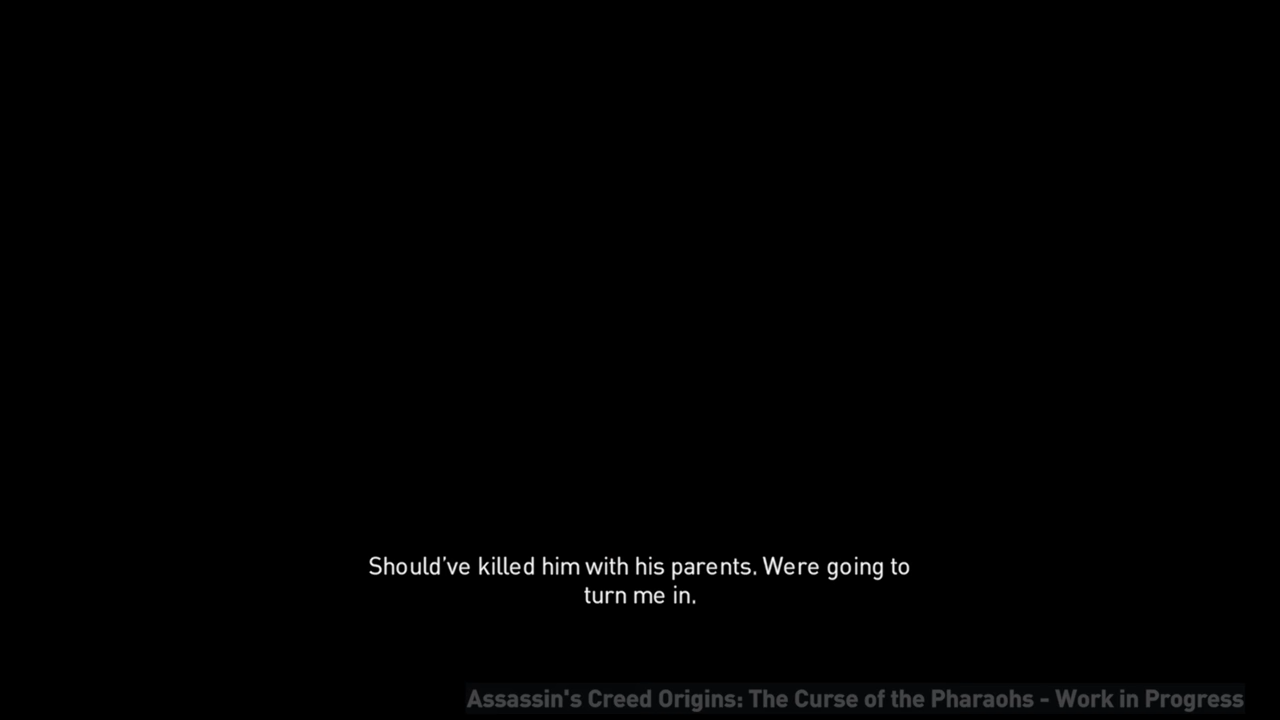 Should've killed him with his parents. Were going to
turn me in.
Assassin's Creed Origins: The Curse of the Pharaohs - Work in Progress